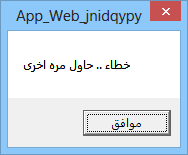 App_Web_jnidqypy
خطاء .. حاول مره اخرى
موافق